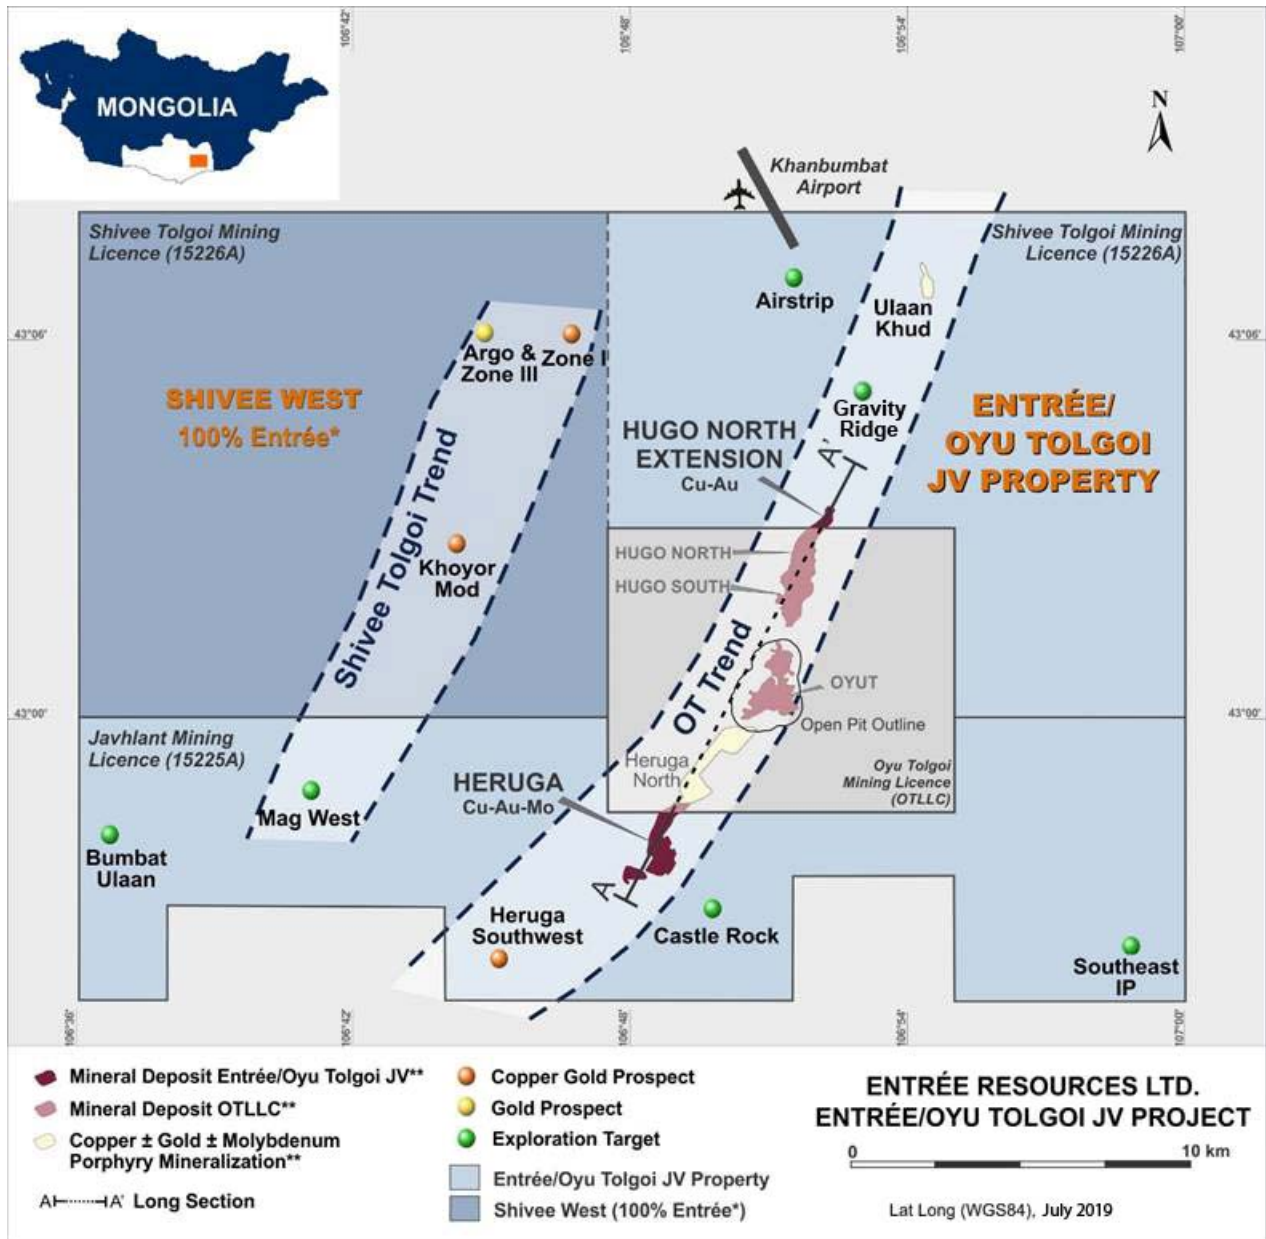 106°42'
106°48'
106°54'
107°00'
MONGOLIA
N
Khanbumbat
Airport
Shivee Tolgoi Mining
Licence (15226A)
Shivee Tolgoi Mining
Licence (15226A)
Airstrip
Ulaan
Khud
43°06'
43°06'
Argo &
Zone III
Zone I
SHIVEE WEST
100% Entrée*
Gravity
Ridge
ENTRÉE/
OYU TOLGOI
JV PROPERTY
HUGO NORTH
EXTENSION
Cu-Au
A'
Shivee Tolgoi Trend
Khoyor
Mod
HUGO NORTH
HUGO SOUTH
OT Trend
OYUT
Open Pit Outline
43°00'
43°00'
Javhlant Mining
Licence (15225A)
Heruga
North
Oyu Tolgoi
Mining Licence
(OTLLC)
HERUGA
Cu-Au-Mo
Mag West
Bumbat
Ulaan
A
Heruga
Southwest
Castle Rock
Southeast
IP
106°36'
106°42'
106°48'
106°54'
107°00'
Mineral Deposit Entrée/Oyu Tolgoi JV**
Mineral Deposit OTLLC**
Copper ± Gold ± Molybdenum
Porphyry Mineralization**
A A' Long Section
Copper Gold Prospect
Gold Prospect
Exploration Target
Entrée/Oyu Tolgoi JV Property
Shivee West (100% Entrée*)
ENTRÉE RESOURCES LTD.
ENTRÉE/OYU TOLGOI JV PROJECT
0 10 km
Lat Long (WGS84), July 2019